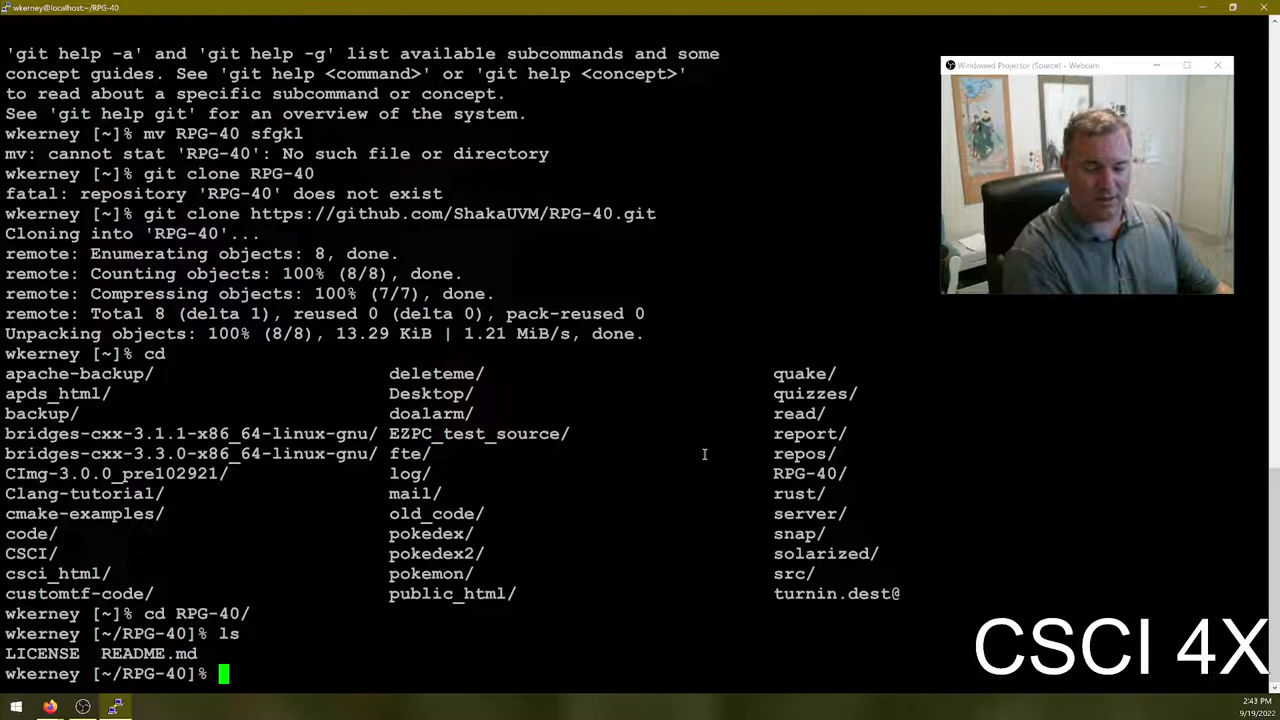 wkerney@localhost:~/RPG-40
'git help -a' and 'git help -g' list available subcommands and some
concept guides. See 'git help <command>' or 'git help <concept>'
to read about a specific subcommand or concept.
See 'git help git' for an overview of the system.
wkerney [~]% mv RPG-40 sfgkl
mv: cannot stat 'RPG-40': No such file or directory
wkerney [~]% git clone RPG-40
fatal: repository 'RPG-40' does not exist
wkerney [~]% git clone https://github.com/ShakaUVM/RPG-40.git
Cloning into 'RPG-40'...
remote: Enumerating objects: 8, done.
remote: Counting objects: 100% (8/8), done.
remote: Compressing objects: 100% (7/7), done.
remote: Total 8 (delta 1), reused 0 (delta 0), pack-reused 0
Unpacking objects: 100% (8/8), 13.29 KiB | 1.21 MiB/s, done.
wkerney [~]% cd
apache-backup/ deleteme/ quake/
apds_html/ Desktop/ quizzes/
backup/ doalarm/ read/
bridges-cxx-3.1.1-x86_64-linux-gnu/ EZPC_test_source/ report/
bridges-cxx-3.3.0-x86_64-linux-gnu/ fte/ repos/
CImg-3.0.0_pre102921/ log/ RPG-40/
Clang-tutorial/ mail/ rust/
cmake-examples/ old_code/ server/
code/ pokedex/ snap/
CSCI/ pokedex2/ solarized/
csci_html/ pokemon/ src/
customtf-code/ public_html/ turnin.dest@
wkerney [~]% cd RPG-40/
wkerney [~/RPG-40]% ls
LICENSE README.md
wkerney [~/RPG-40]%
Windowed Projector (Source) - Webcam
CSCI 4X
2:43 PM
9/19/2022